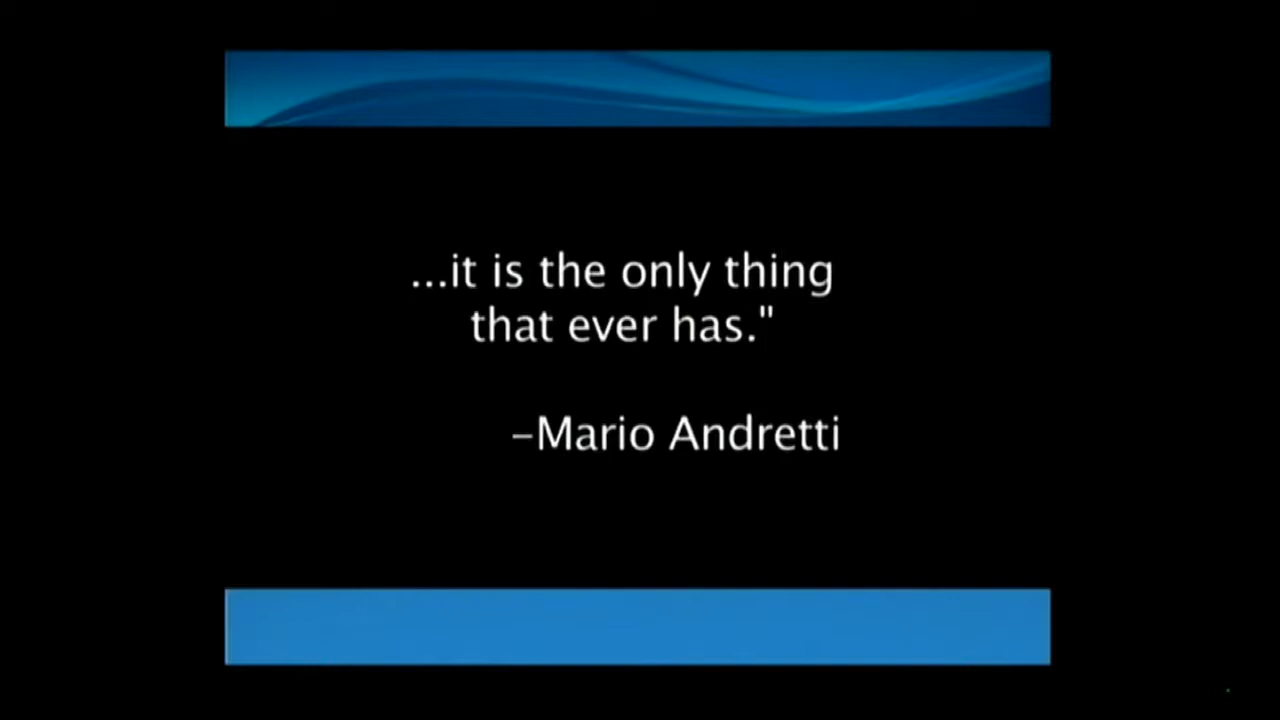 ...it is the only thing
that ever has."
–Mario Andretti